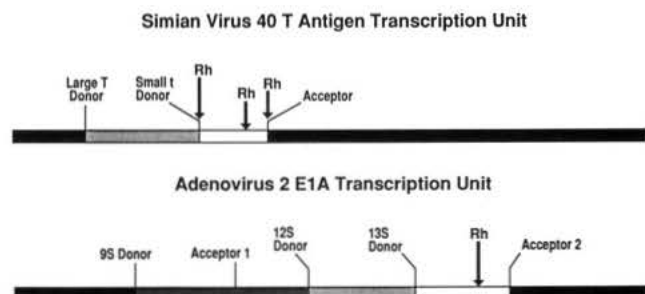 Simian Virus 40 T Antigen Transcription Unit
Large T Donor
Small t Donor
Rh
Rh
Rh
Acceptor
Adenovirus 2 E1A Transcription Unit
9S Donor
Acceptor 1
12S Donor
13S Donor
Rh
Acceptor 2